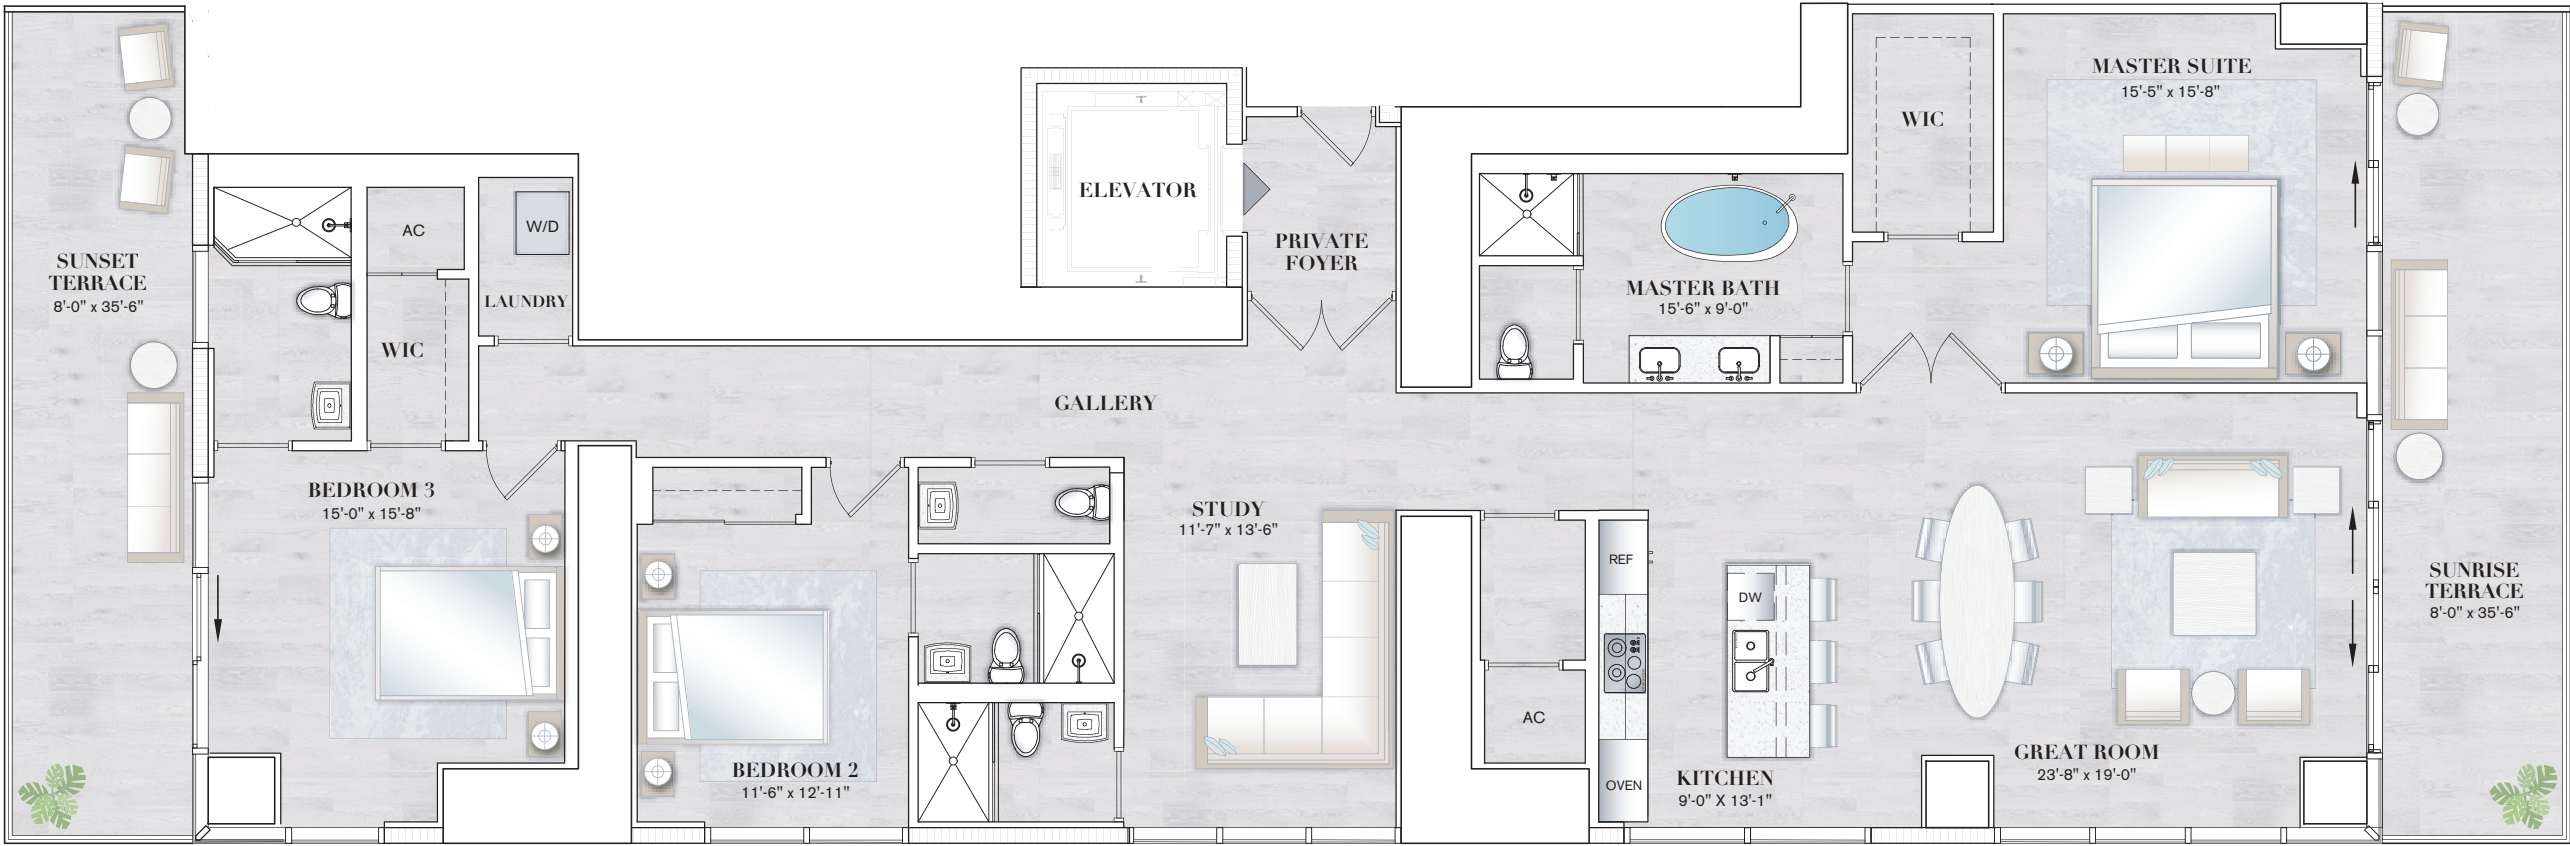 SUNSET
TERRACE
8'-0" x 35'-6"
AC
W/D
LAUNDRY
WIC
BEDROOM 3
15'-0" x 15'-8"
ELEVATOR
PRIVATE
FOYER
GALLERY
BEDROOM 2
11'-6" x 12'-11"
STUDY
11'-7" x 13'-6"
MASTER BATH
15'-6" x 9'-0"
WIC
MASTER SUITE
15'-5" x 15'-8"
AC
REF
OVEN
DW
KITCHEN
9'-0" X 13'-1"
GREAT ROOM
23'-8" x 19'-0"
SUNRISE
TERRACE
8'-0" x 35'-6"